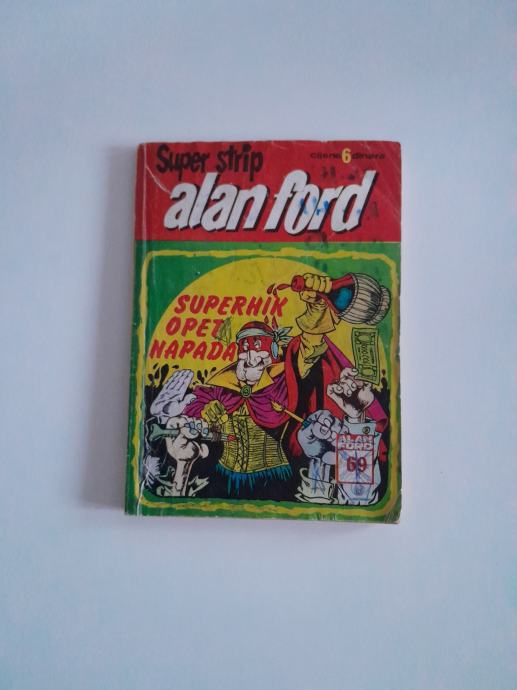 Super strip
cijena 6 dinara
alan ford
SUPERHIK
OPET
NAPADA
ALAN
FORD
69